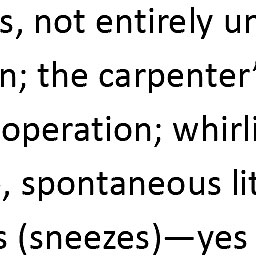 s, not entirely un
n; the carpenter'
operation; whirli
, spontaneous lit
s (sneezes)—yes